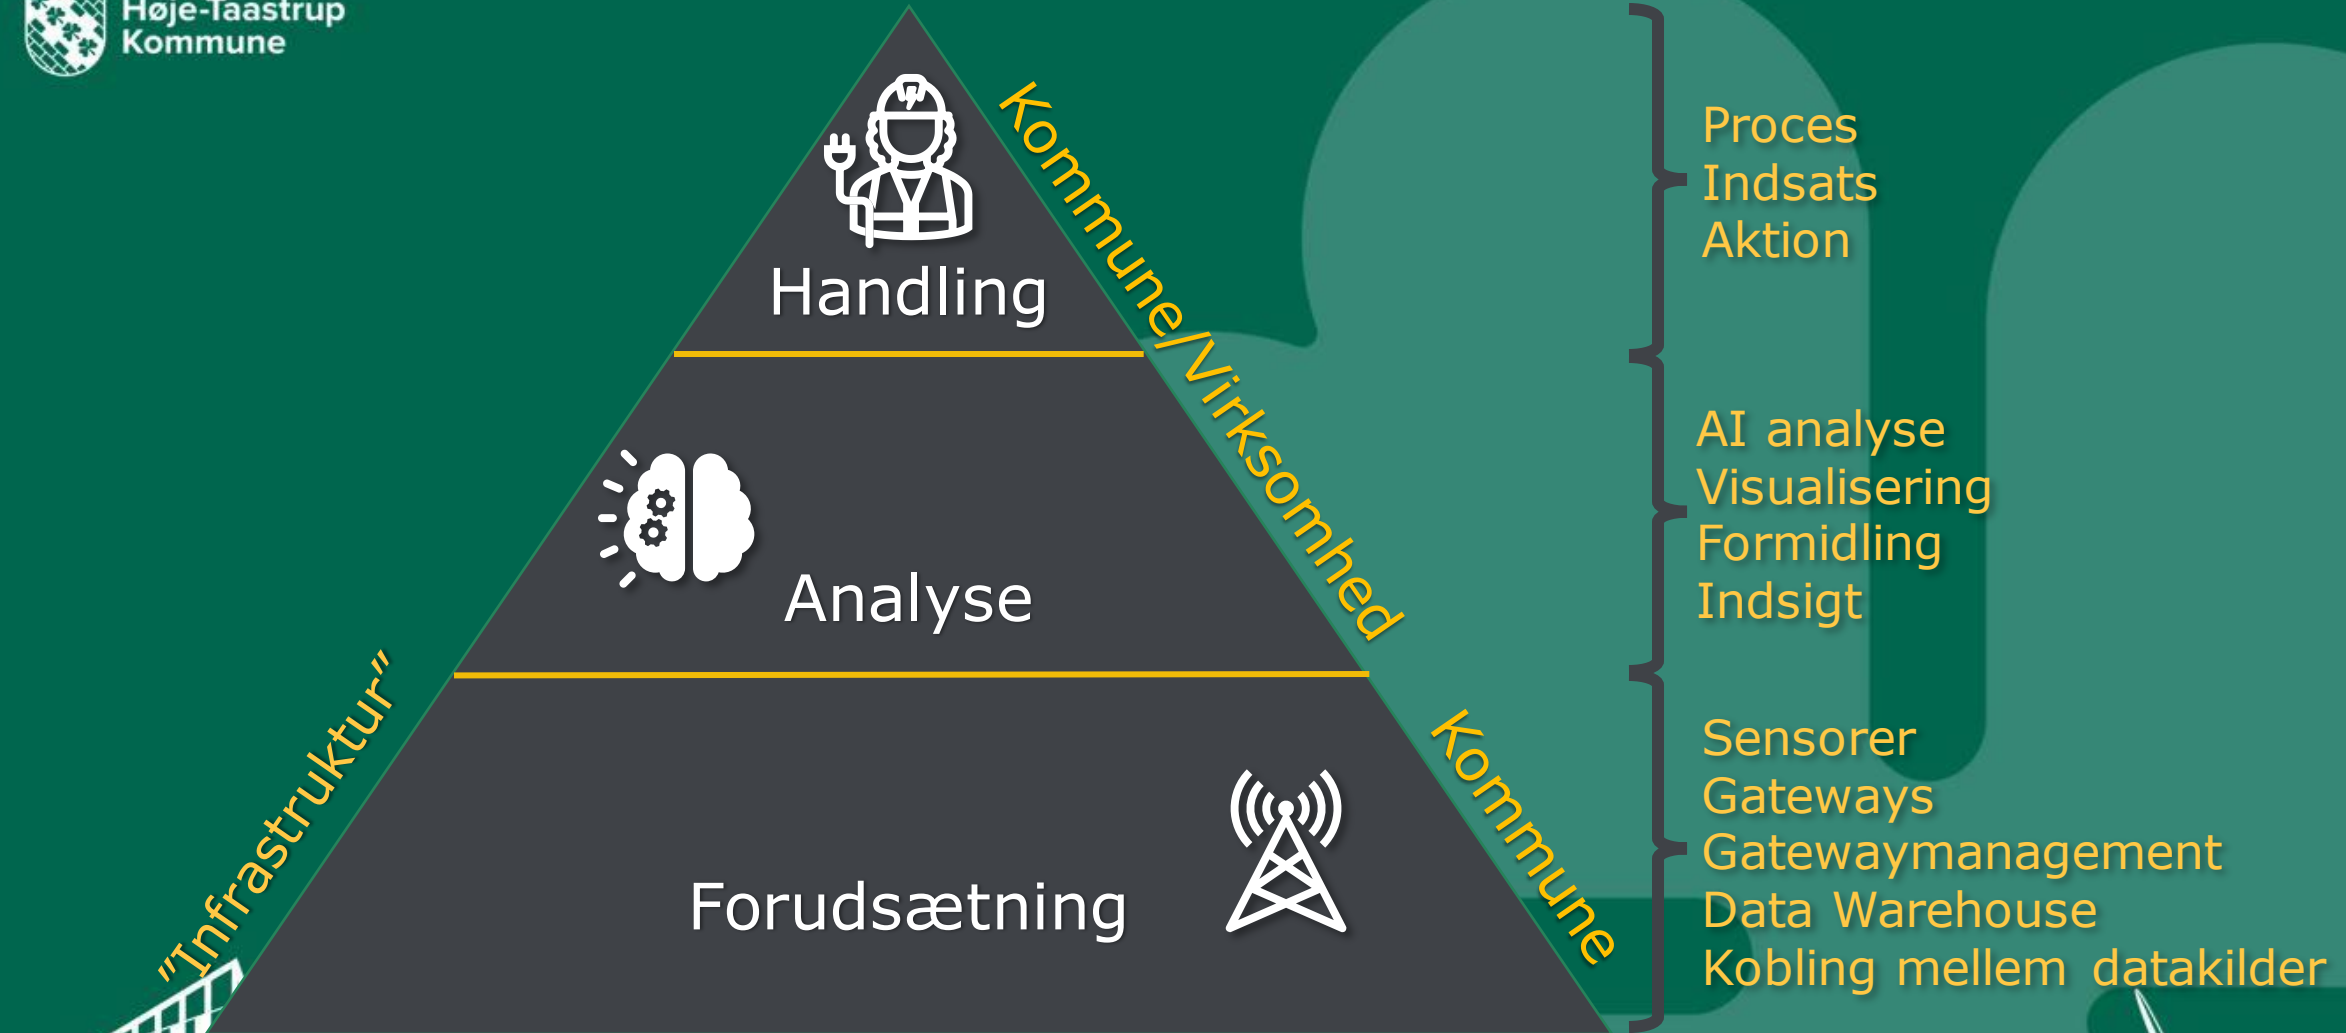 Høje-Taastrup
Kommune
Handling
Analyse
Forudsætning
"Infrastruktur"
Kommune/Virksomhed
Kommune
Proces
Indsats
Aktion
AI analyse
Visualisering
Formidling
Indsigt
Sensorer
Gateways
Gatewaymanagement
Data Warehouse
Kobling mellem datakilder